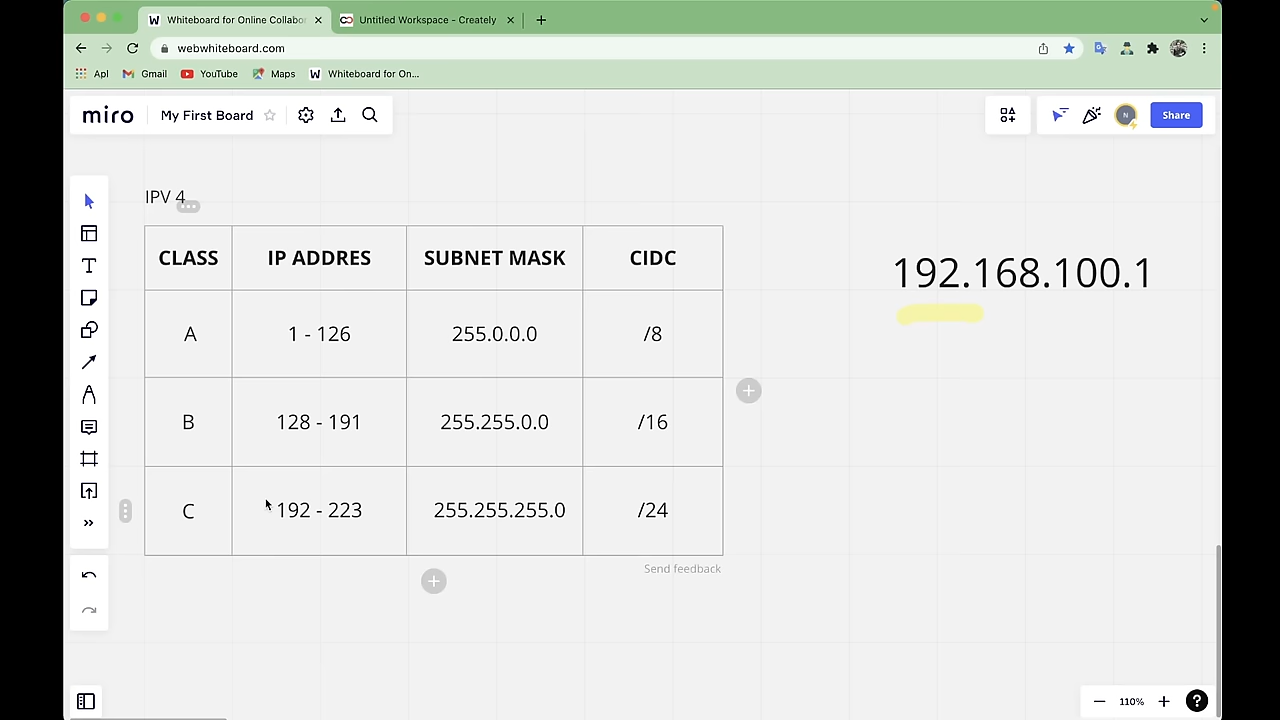 Whiteboard for Online Collabor
Untitled Workspace - Creately
webwhiteboard.com
Apl
Gmail
YouTube
Maps
Whiteboard for On...
miro
My First Board
N
Share
IPV 4
CLASS IP ADDRES SUBNET MASK CIDC
A 1 - 126 255.0.0.0 /8
B 128 - 191 255.255.0.0 /16
C 192 - 223 255.255.255.0 /24
192.168.100.1
Send feedback
110%